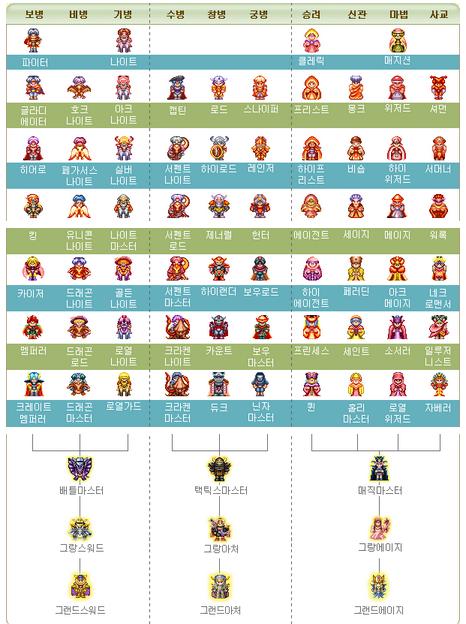 보병 비병 기병 수병 창병 궁병 승려 신관 마법 사교
파이터 나이트 클레릭 매지션
글라디에이터 호크나이트 아크나이트 캡틴 로드 스나이퍼 프리스트 몽크 위저드 셔먼
히어로 페가서스나이트 실버나이트 서펜트나이트 하이로드 레인저 하이프리스트 비숍 하이위저드 서머너
킹 유니콘나이트 나이트마스터 서펜트로드 제너럴 헌터 에이전트 세이지 메이지 워록
카이저 드래곤나이트 골든나이트 서펜트마스터 하이랜더 보우로드 하이에이전트 페러딘 아크메이지 네크로먼서
엠퍼러 드래곤로드 로열나이트 크라켄나이트 카운트 보우마스터 프린세스 세인트 소서러 일루저니스트
크레이트엠퍼러 드래곤마스터 로열가드 크라켄마스터 듀크 닌자마스터 퀸 홀리마스터 로열위저드 자베러
배틀마스터 택틱스마스터 매직마스터
그랑스워드 그랑아처 그랑에이지
그랜드스워드 그랜드아처 그랜드에이지